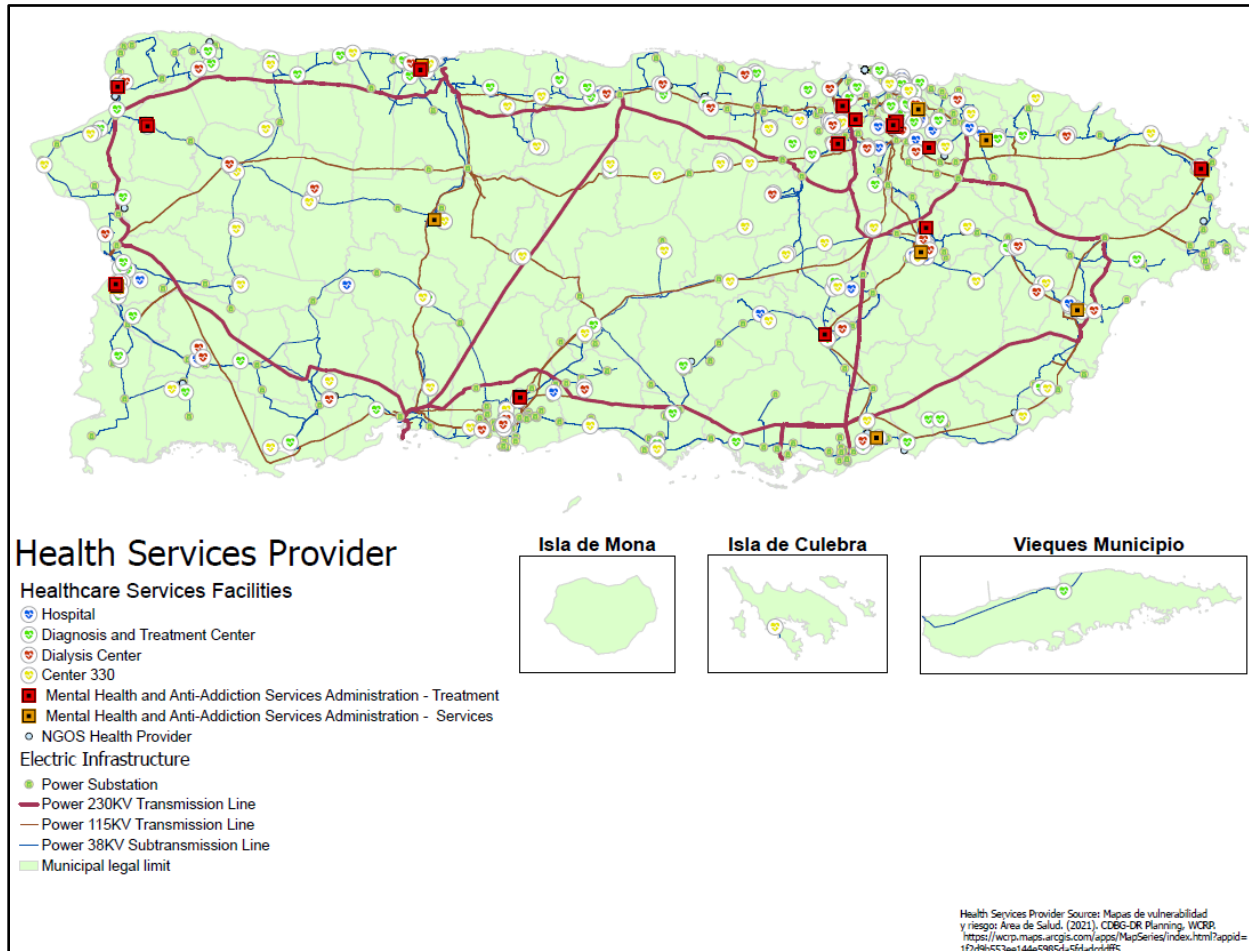 Health Services Provider
Healthcare Services Facilities
Hospital
Diagnosis and Treatment Center
Dialysis Center
Center 330
Mental Health and Anti-Addiction Services Administration - Treatment
Mental Health and Anti-Addiction Services Administration - Services
NGOS Health Provider
Electric Infrastructure
Power Substation
Power 230KV Transmission Line
Power 115KV Transmission Line
Power 38KV Subtransmission Line
Municipal legal limit
Isla de Mona
Isla de Culebra
Vieques Municipio
Health Services Provider Source: Mapas de vulnerabilidad
y riesgo: Area de Salud. (2021). CDBG-DR Planning, WCRP.
https://wcrp.maps.arcgis.com/apps/MapSeries/index.html?appid=